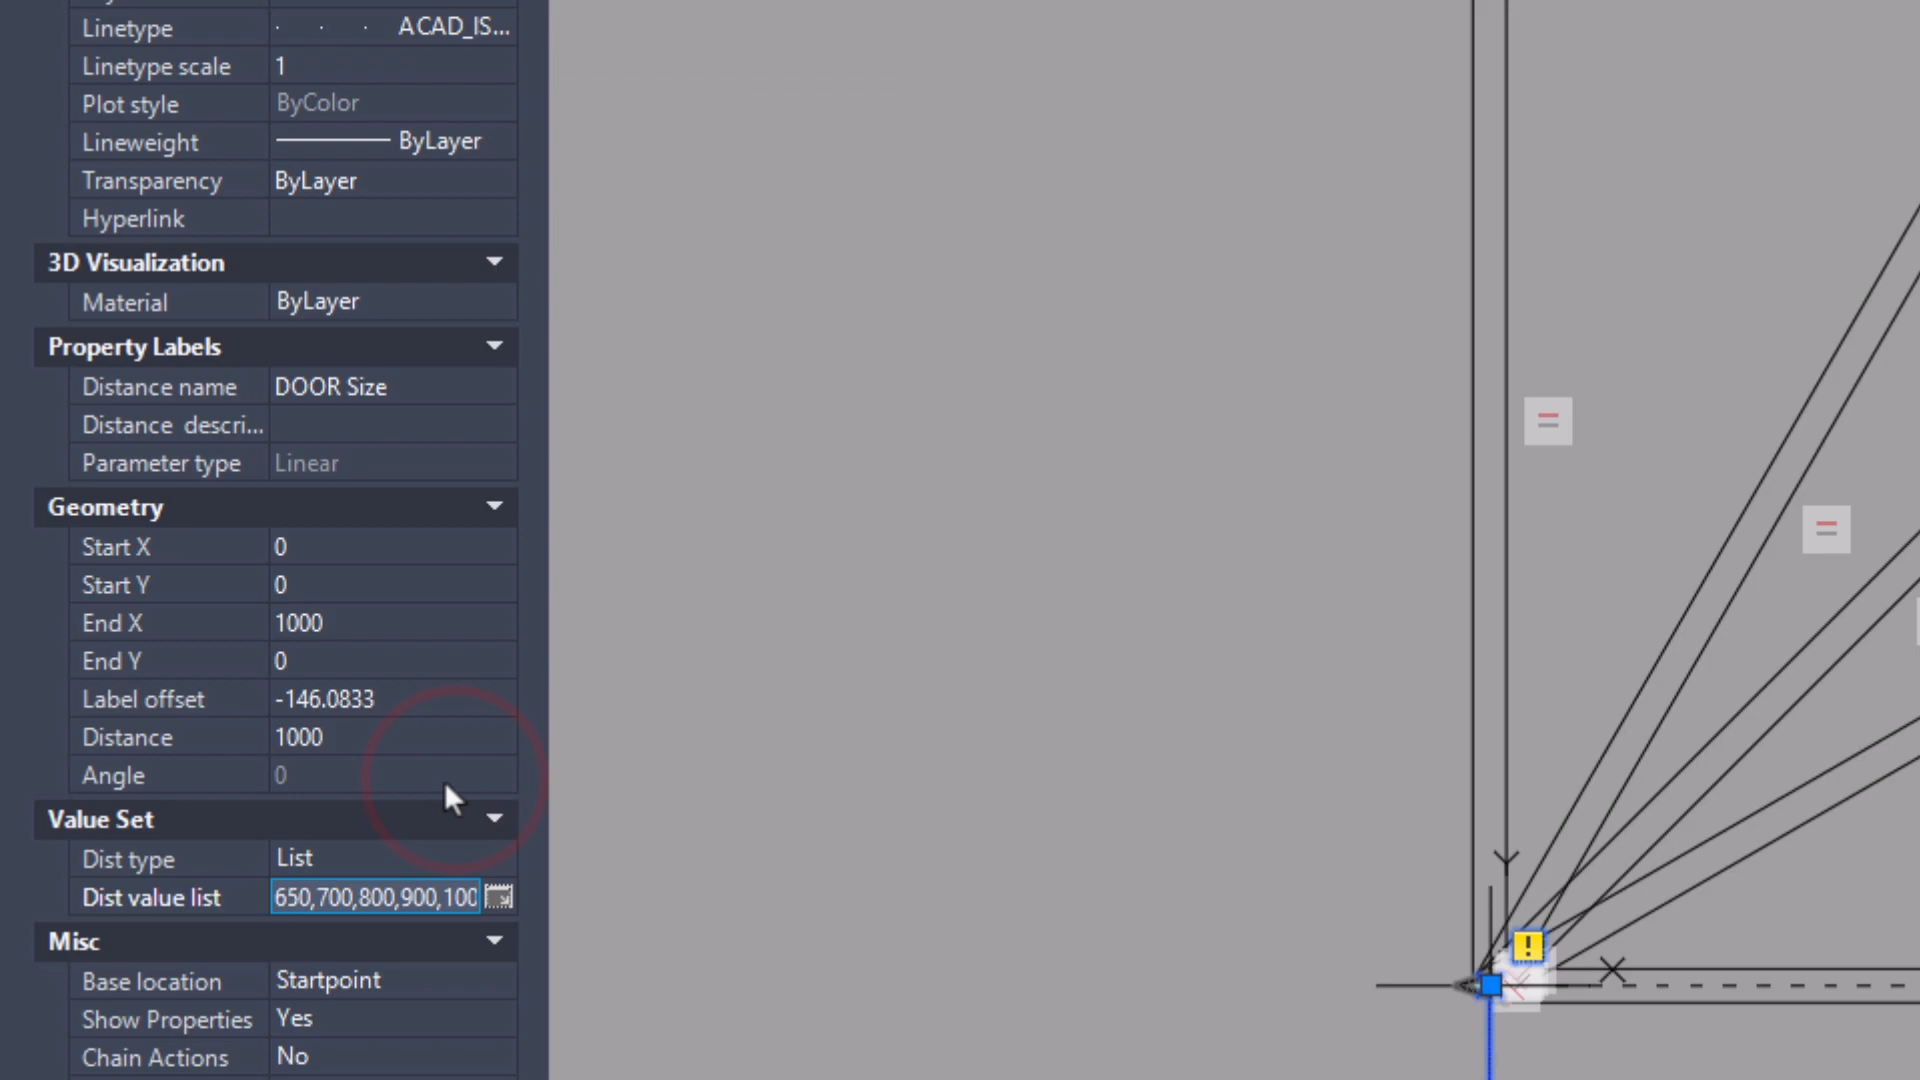 Linetype ACAD_IS...
Linetype scale 1
Plot style ByColor
Lineweight ByLayer
Transparency ByLayer
Hyperlink
3D Visualization
Material ByLayer
Property Labels
Distance name DOOR Size
Distance descri...
Parameter type Linear
Geometry
Start X 0
Start Y 0
End X 1000
End Y 0
Label offset -146.0833
Distance 1000
Angle 0
Value Set
Dist type List
Dist value list 650,700,800,900,100
Misc
Base location Startpoint
Show Properties Yes
Chain Actions No
Y
X